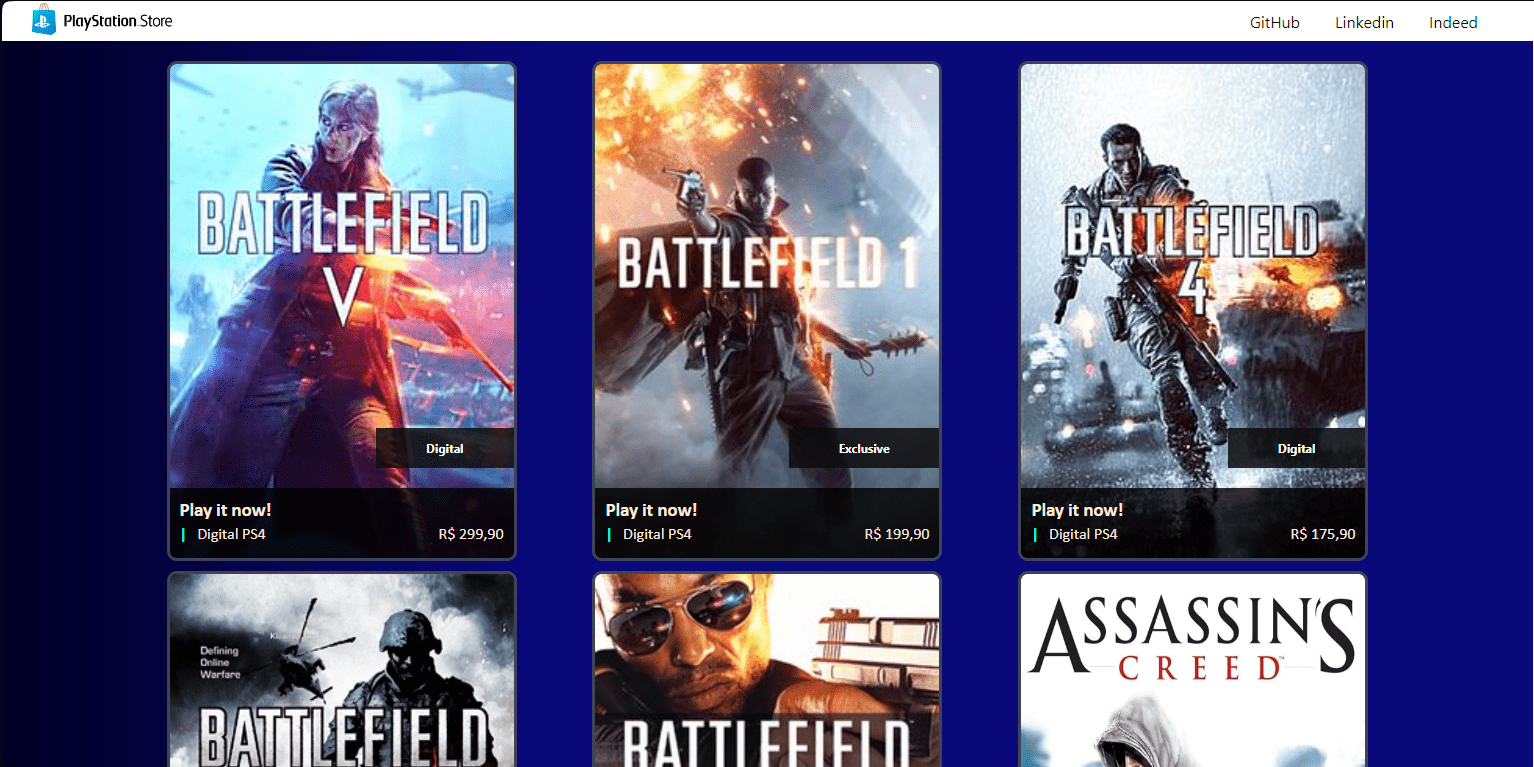 PlayStation.Store
GitHub Linkedin Indeed
BATTLEFIELD
V
Digital
Play it now!
Digital PS4 R$ 299,90
BATTLEFIELD 1
Exclusive
Play it now!
Digital PS4 R$ 199,90
BATTLEFIELD
4
Digital
Play it now!
Digital PS4 R$ 175,90
Defining
Online
Warfare
BATTLEFIELD
BATTLEFIELD
ASSASSIN'S
CREED™